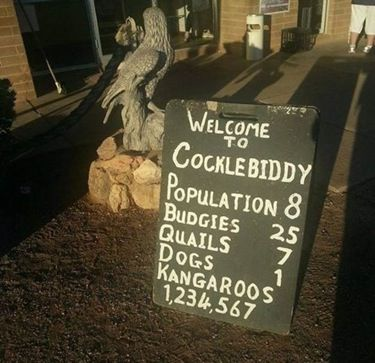 WELCOME
TO
COCKLEBIDDY
POPULATION 8
BUDGIES 25
QUAILS 7
DOGS 1
KANGAROOS
1,234,567